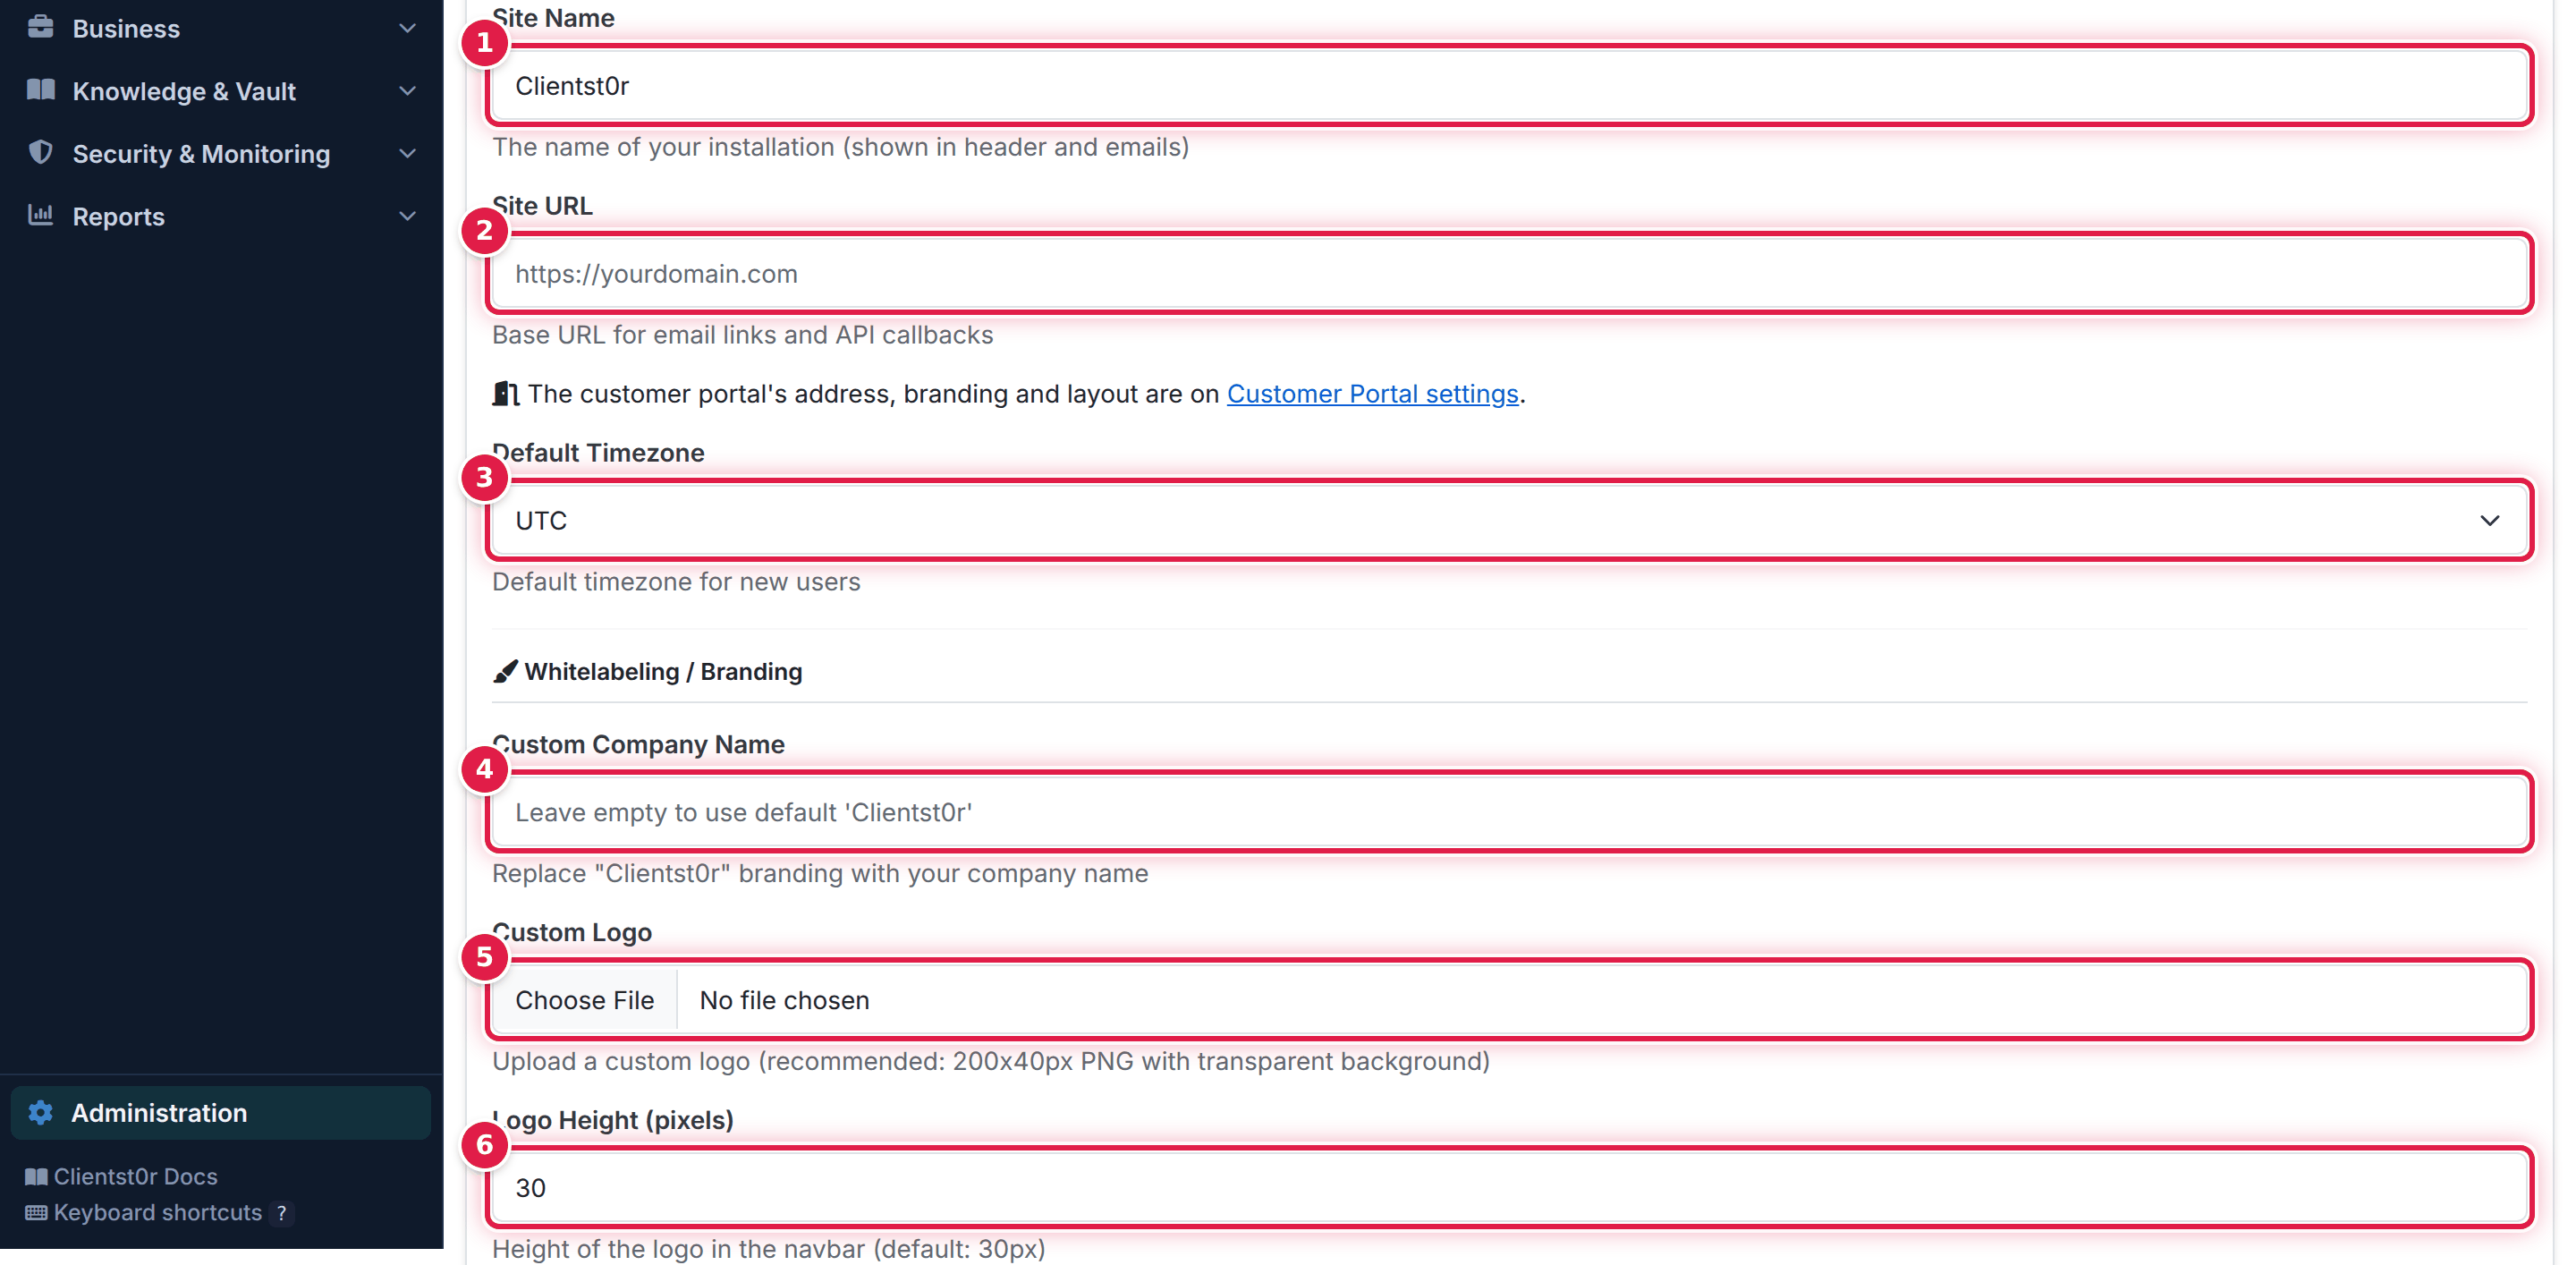 Business
Knowledge & Vault
Security & Monitoring
Reports
Administration
Clientst0r Docs
Keyboard shortcuts ?
Site Name
1
Clientst0r
The name of your installation (shown in header and emails)
Site URL
2
https://yourdomain.com
Base URL for email links and API callbacks
The customer portal's address, branding and layout are on Customer Portal settings.
Default Timezone
3
UTC
Default timezone for new users
Whitelabeling / Branding
Custom Company Name
4
Leave empty to use default 'Clientst0r'
Replace "Clientst0r" branding with your company name
Custom Logo
5
Choose File No file chosen
Upload a custom logo (recommended: 200x40px PNG with transparent background)
Logo Height (pixels)
6
30
Height of the logo in the navbar (default: 30px)